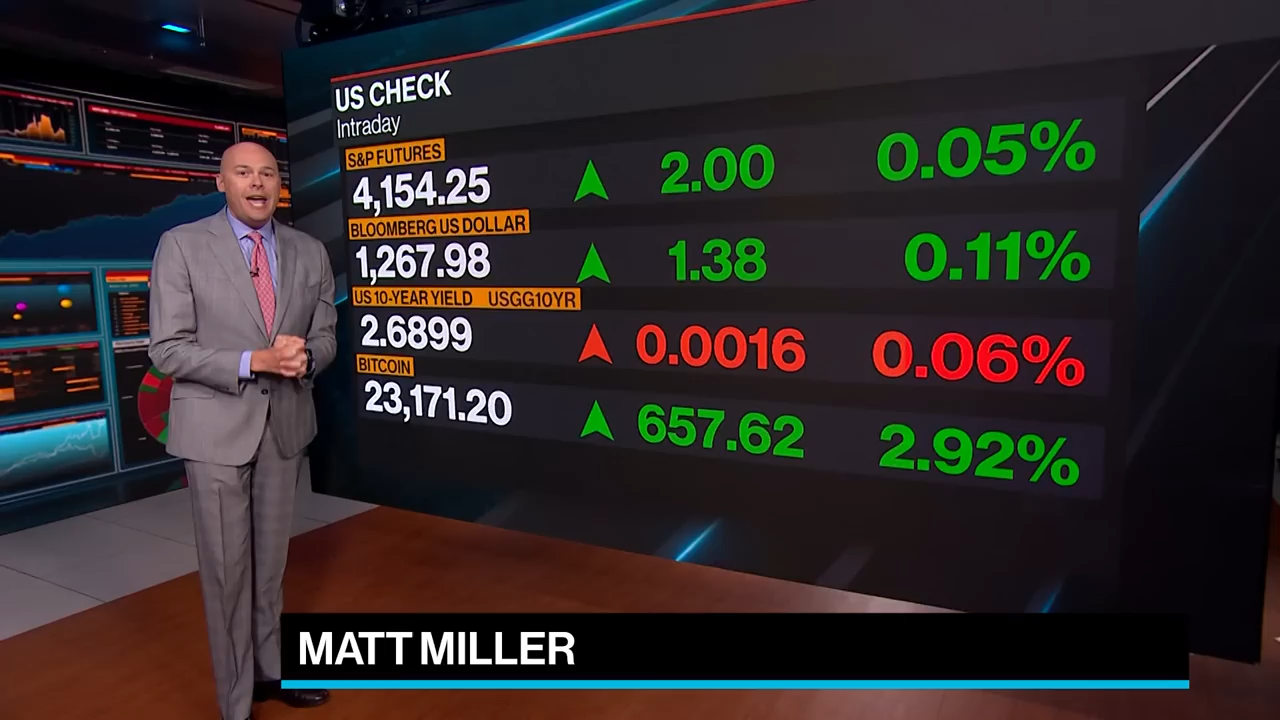 US CHECK
Intraday
S&P FUTURES
4,154.25 2.00 0.05%
BLOOMBERG US DOLLAR
1,267.98 1.38 0.11%
US 10-YEAR YIELD USGG10YR
2.6899 0.0016 0.06%
BITCOIN
23,171.20 657.62 2.92%
MATT MILLER